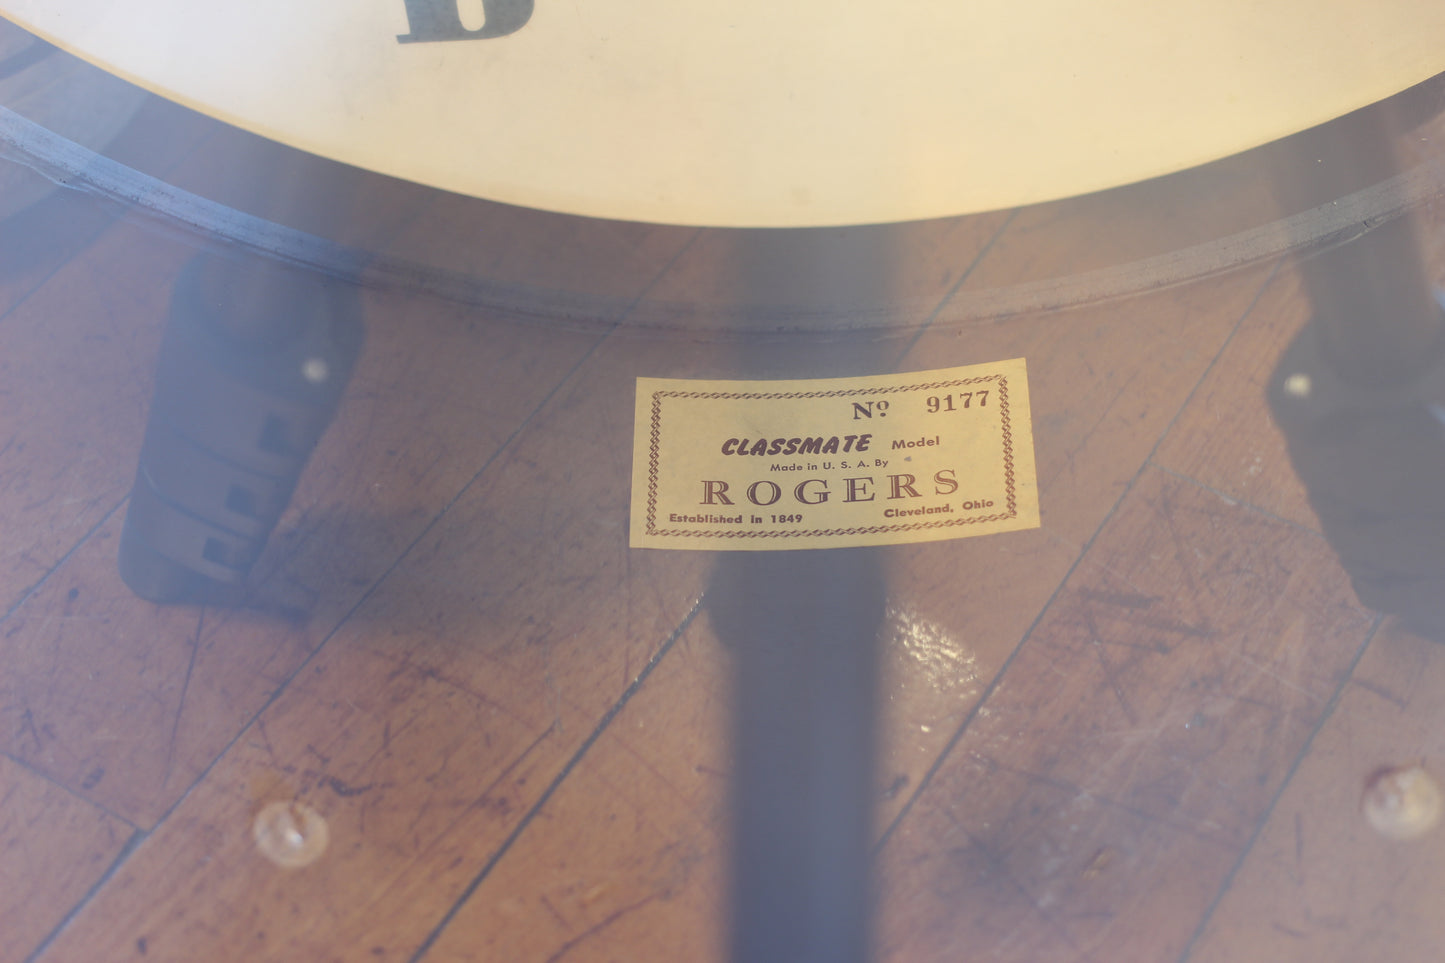 Nº 9177
CLASSMATE Model
Made in U. S. A. By
ROGERS
Established in 1849 Cleveland, Ohio